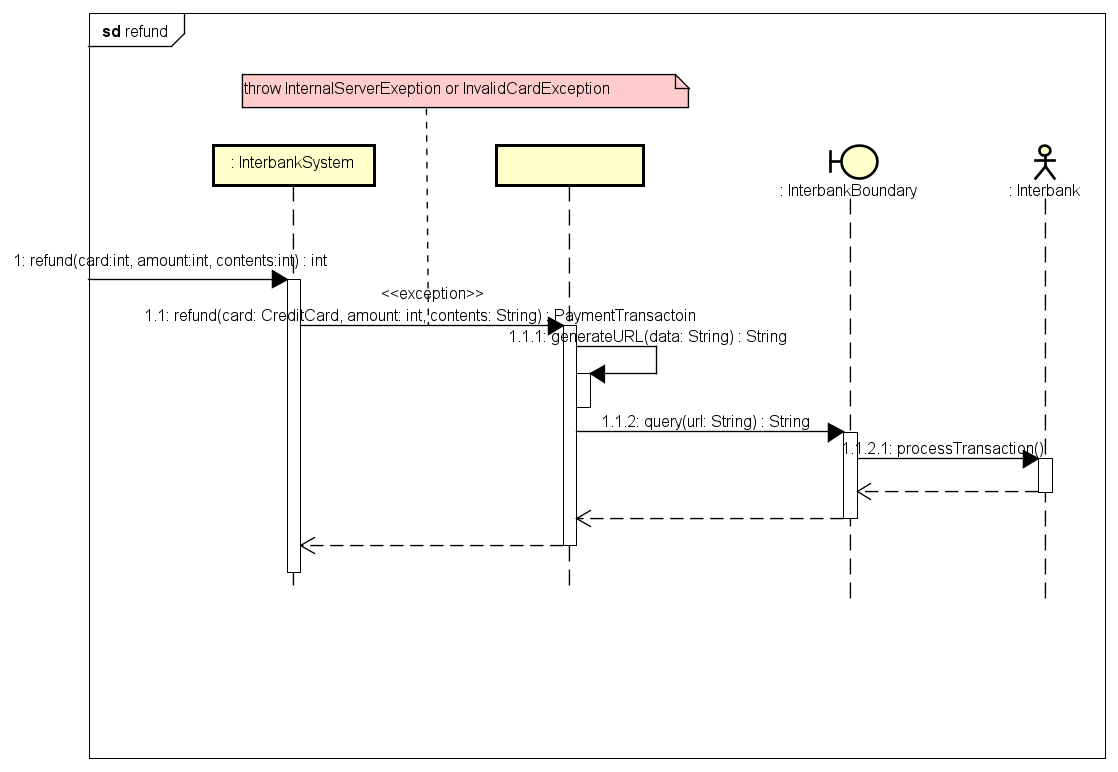 sd refund
throw InternalServerExeption or InvalidCardException
: InterbankSystem
: InterbankBoundary
: Interbank
1: refund(card:int, amount:int, contents:int) : int
<<exception>>
1.1: refund(card: CreditCard, amount: int, contents: String) : PaymentTransactoin
1.1.1: generateURL(data: String) : String
1.1.2: query(url: String) : String
1.1.2.1: processTransaction()